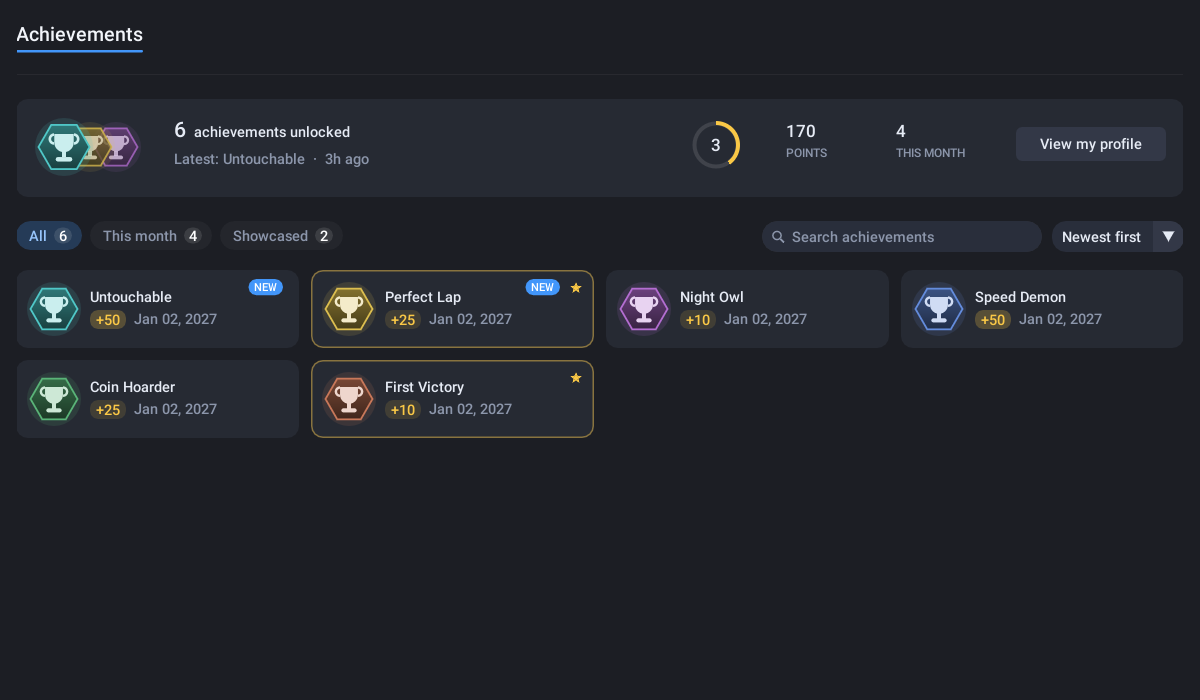 Achievements
6 achievements unlocked
Latest: Untouchable · 3h ago
3
170
POINTS
4
THIS MONTH
View my profile
All 6
This month 4
Showcased 2
Search achievements
Newest first
Untouchable
NEW
+50 Jan 02, 2027
Perfect Lap
NEW
+25 Jan 02, 2027
Night Owl
+10 Jan 02, 2027
Speed Demon
+50 Jan 02, 2027
Coin Hoarder
+25 Jan 02, 2027
First Victory
+10 Jan 02, 2027